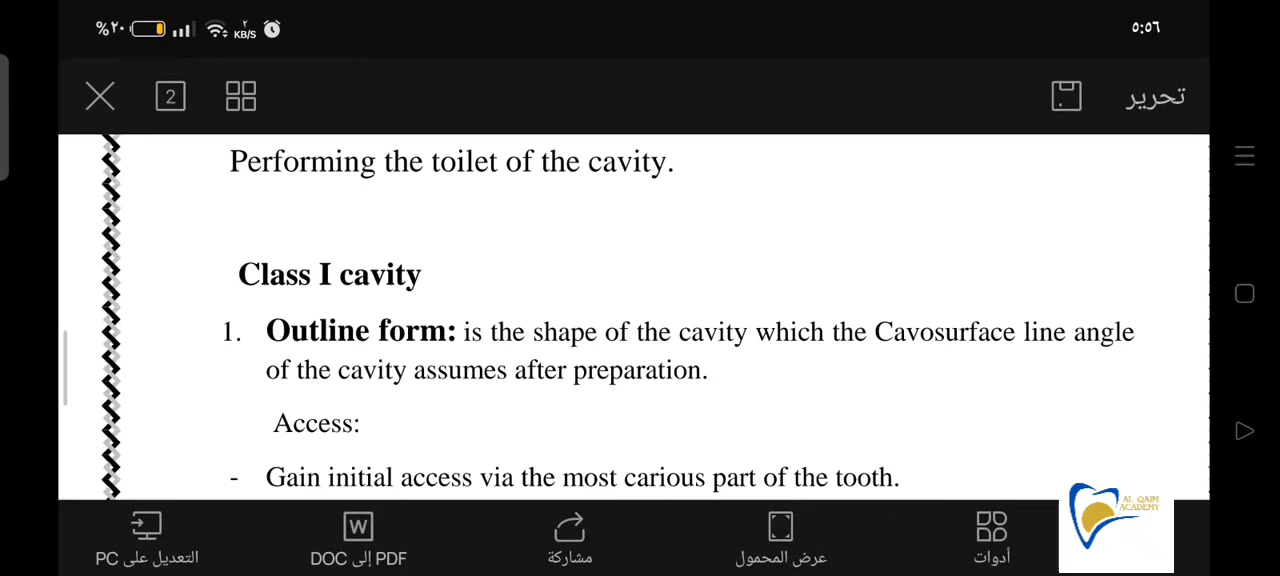 %٢٠
٢
KB/S
٥:٥٦
2
تحرير
Performing the toilet of the cavity.
Class I cavity
1. Outline form: is the shape of the cavity which the Cavosurface line angle
of the cavity assumes after preparation.
Access:
- Gain initial access via the most carious part of the tooth.
W
التعديل على PC
PDF إلى DOC
مشاركة
عرض المحمول
أدوات
AL QAIM
ACADEMY